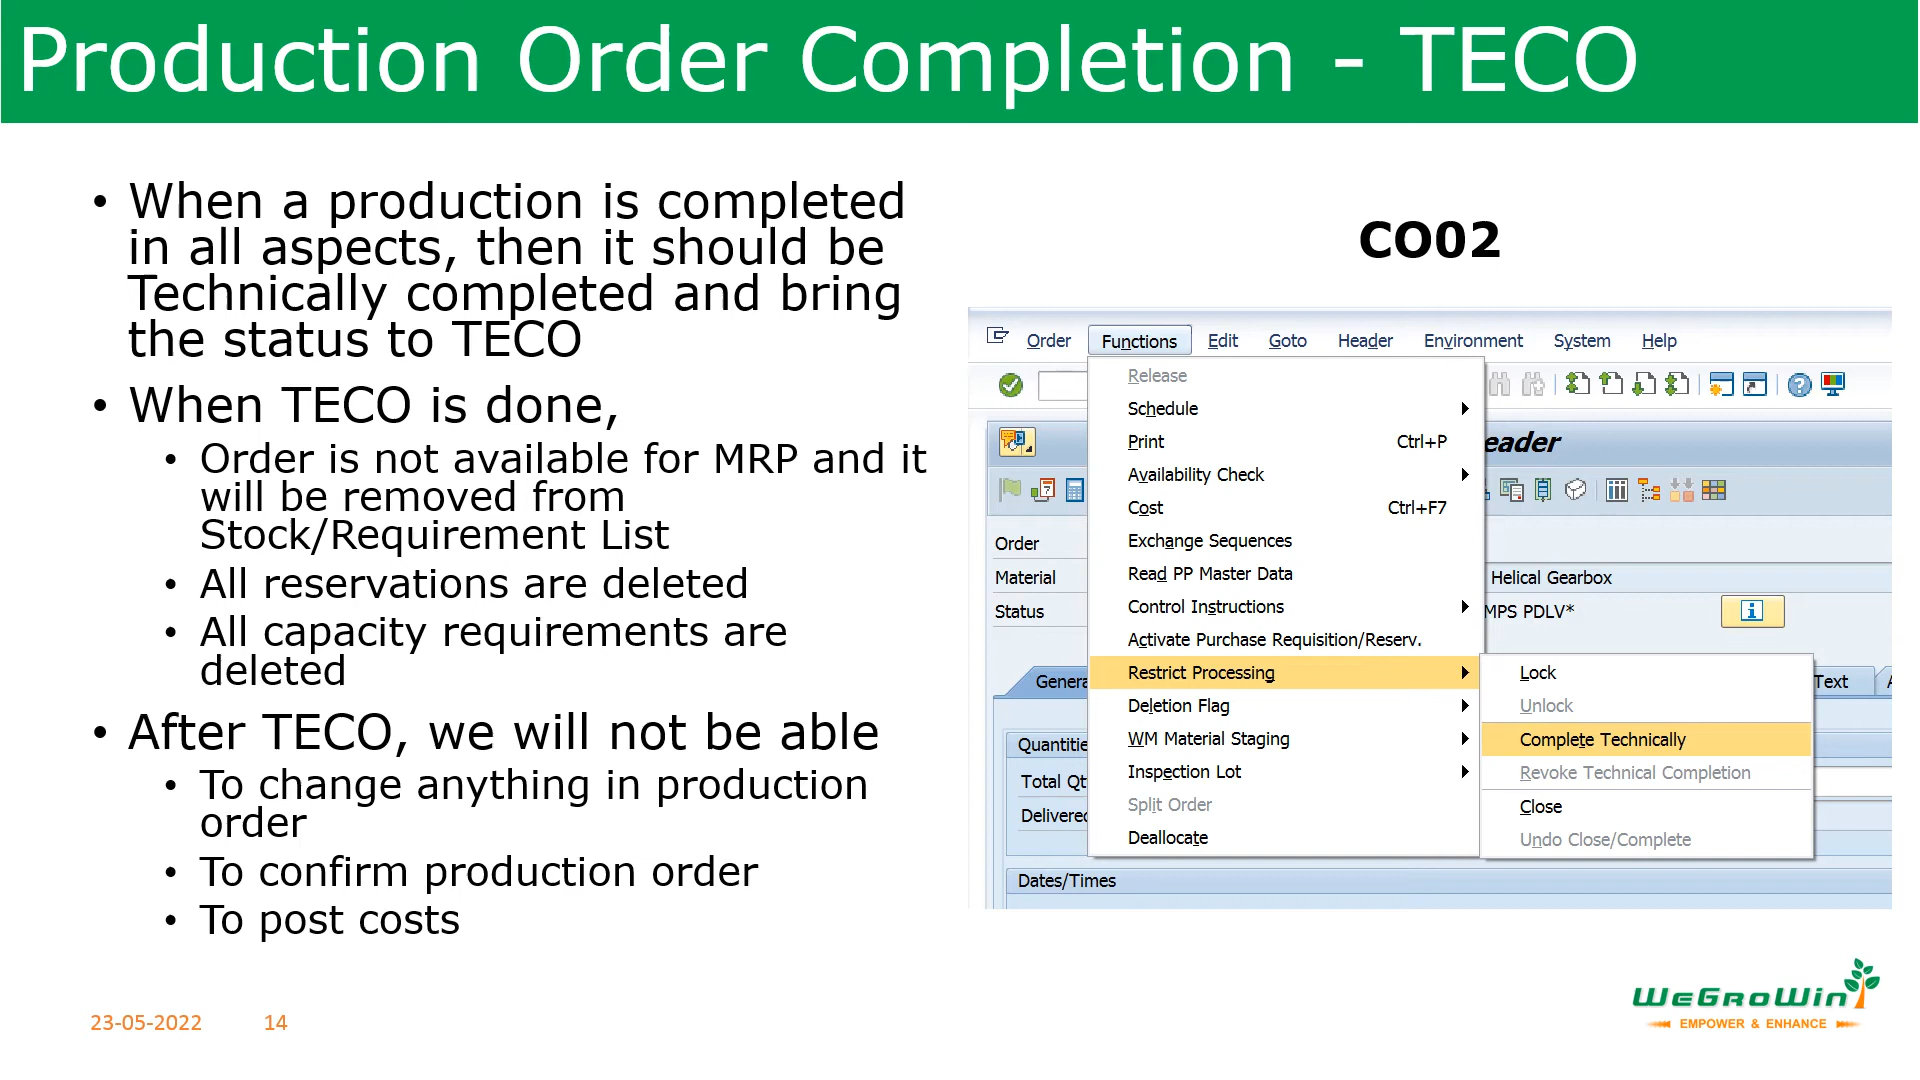 Production Order Completion - TECO
• When a production is completed
in all aspects, then it should be
Technically completed and bring
the status to TECO
• When TECO is done,
• Order is not available for MRP and it
will be removed from
Stock/Requirement List
• All reservations are deleted
• All capacity requirements are
deleted
• After TECO, we will not be able
• To change anything in production
order
• To confirm production order
• To post costs
CO02
Order Functions Edit Goto Header Environment System Help
Release
Schedule
Print Ctrl+P
eader
Availability Check
Cost Ctrl+F7
Exchange Sequences
Order
Read PP Master Data
Material Helical Gearbox
Control Instructions
Status MPS PDLV*
Activate Purchase Requisition/Reserv.
Restrict Processing
Lock
Genera
Text
Deletion Flag
Unlock
WM Material Staging
Complete Technically
Quantitie
Inspection Lot
Revoke Technical Completion
Total Qt
Split Order
Close
Delivered
Deallocate
Undo Close/Complete
Dates/Times
23-05-2022 14
WeGroWin
EMPOWER & ENHANCE